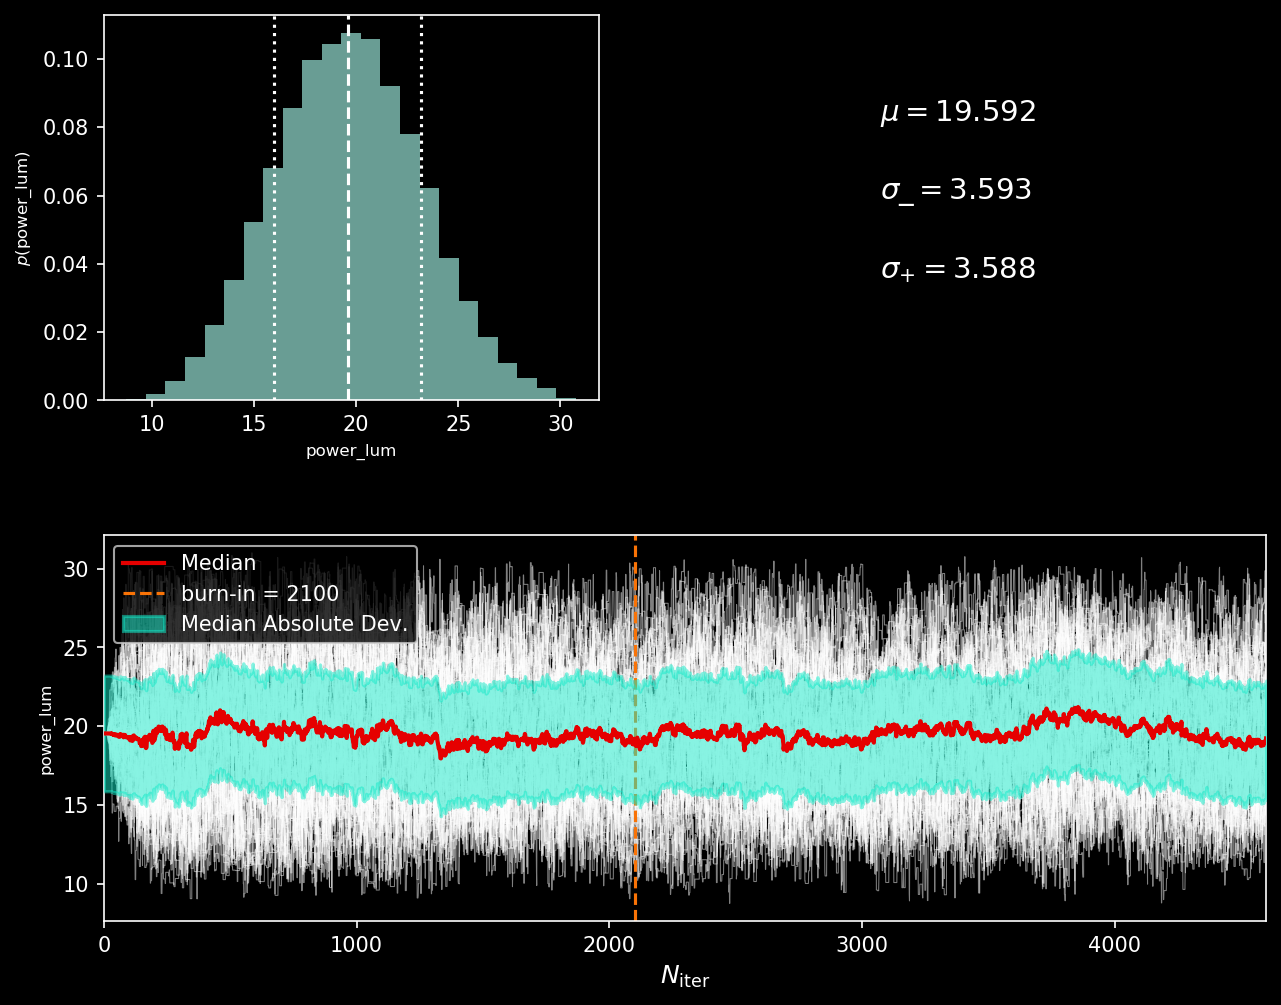 0.10
0.08
0.06
0.04
0.02
0.00
p(power_lum)
10 15 20 25 30
power_lum
μ = 19.592
σ_ = 3.593
σ+ = 3.588
Median
burn-in = 2100
Median Absolute Dev.
30
25
20
15
10
power_lum
0 1000 2000 3000 4000
Niter